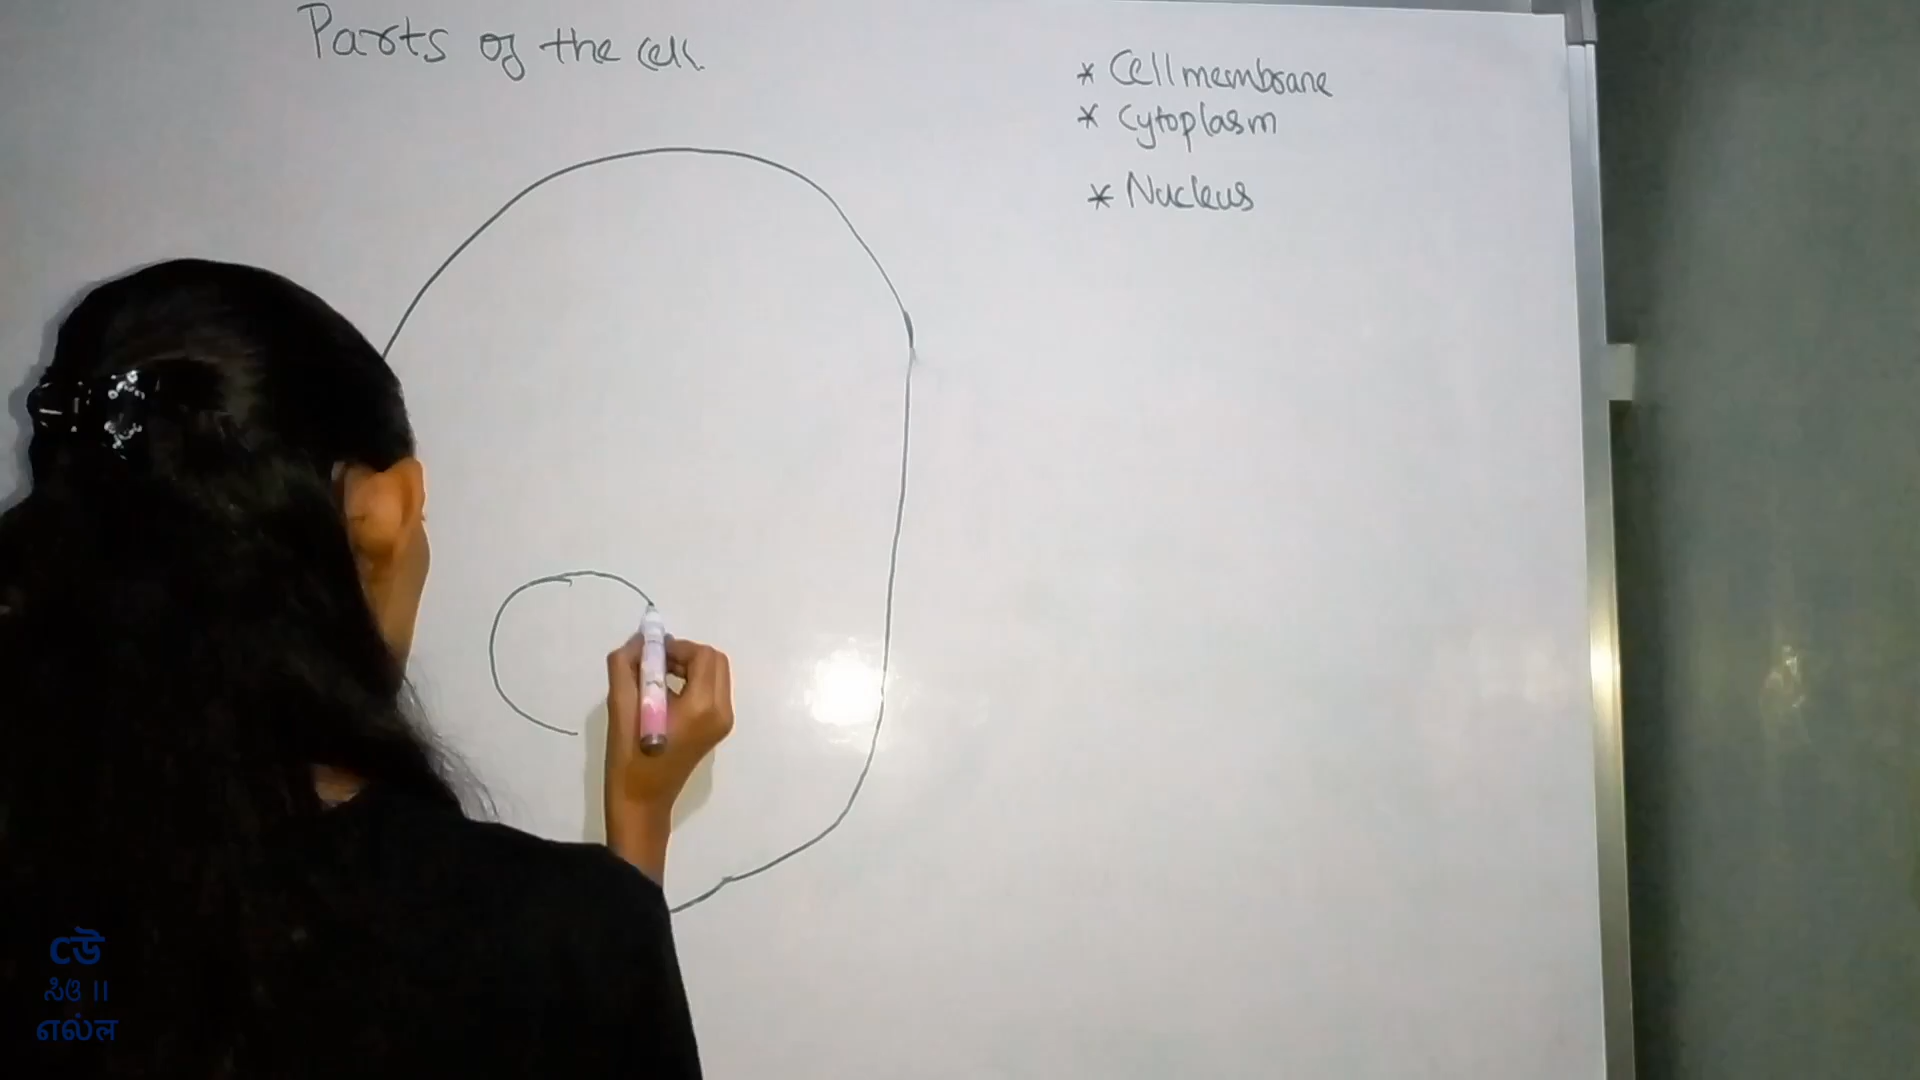 Parts of the cell.
* Cell membrane
* Cytoplasm
* Nucleus